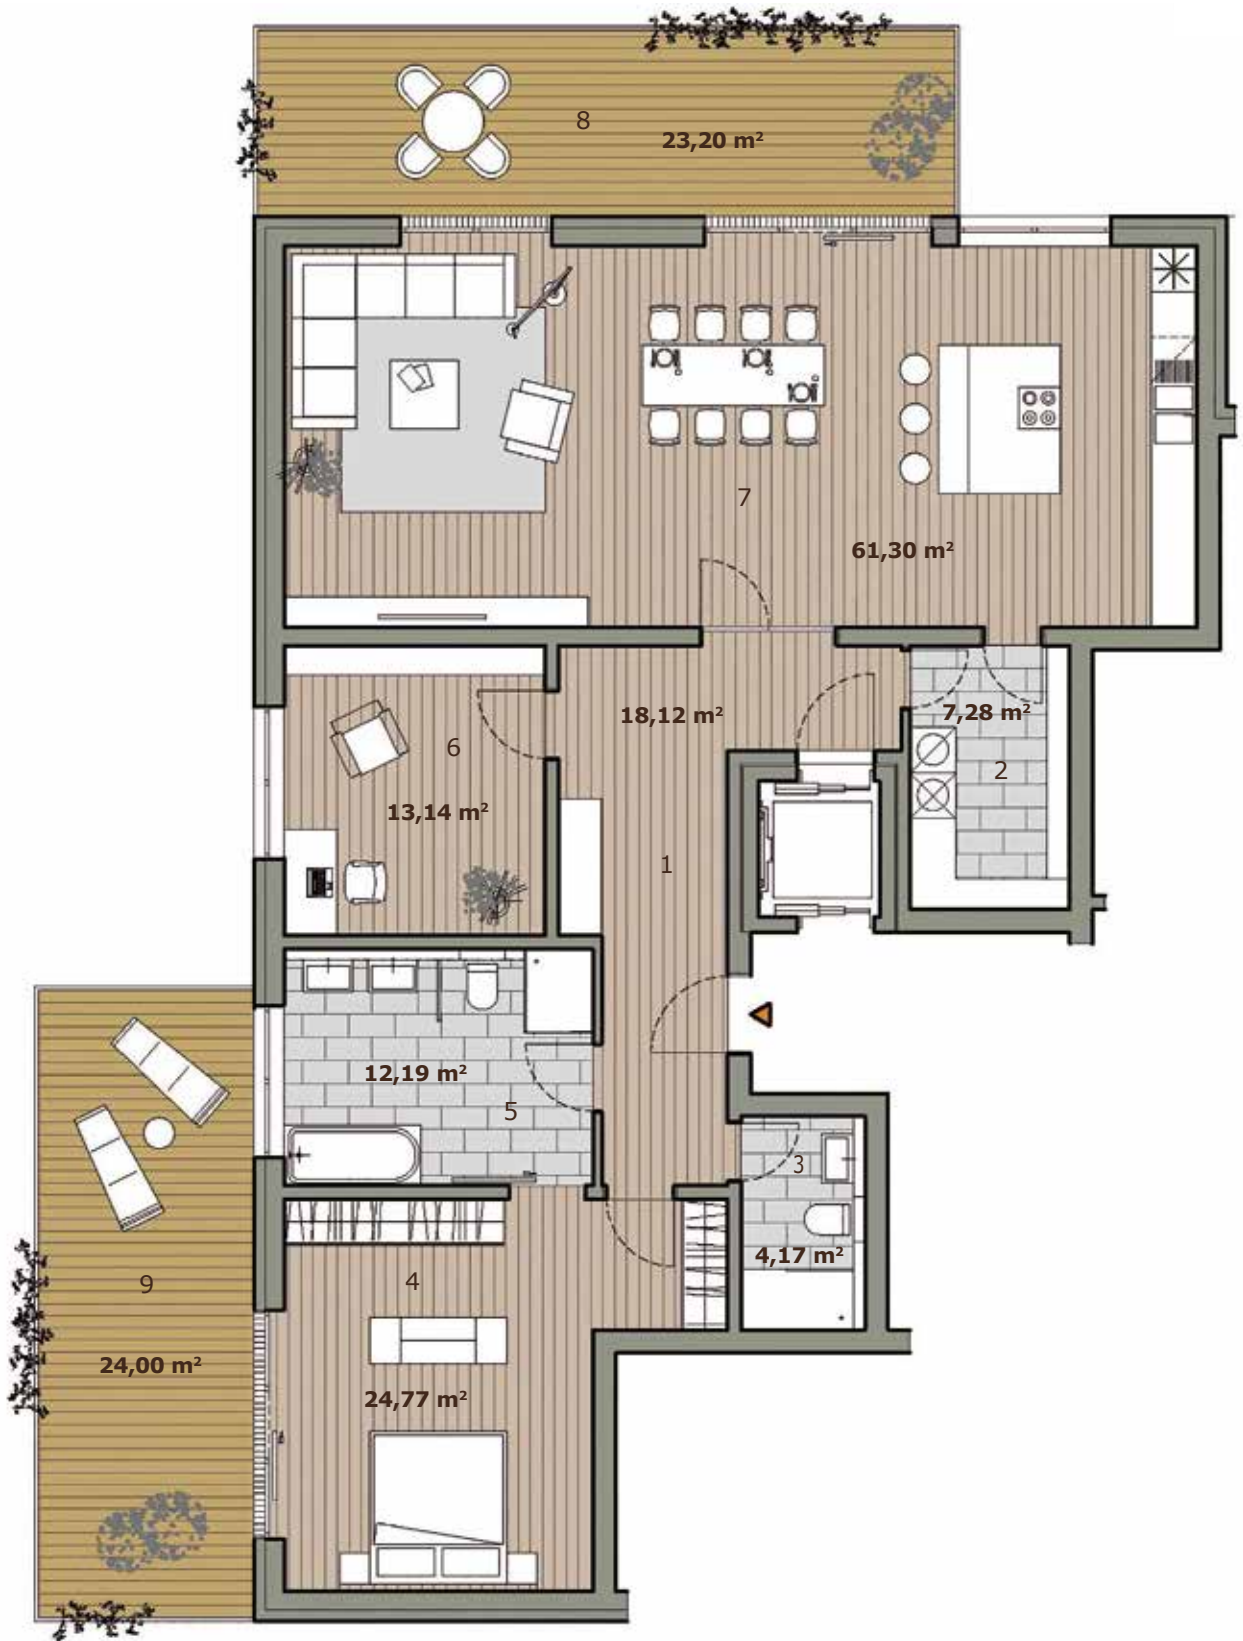 8
23,20 m²
7
61,30 m²
18,12 m²
7,28 m²
6
2
13,14 m²
1
12,19 m²
5
3
4,17 m²
4
9
24,00 m²
24,77 m²